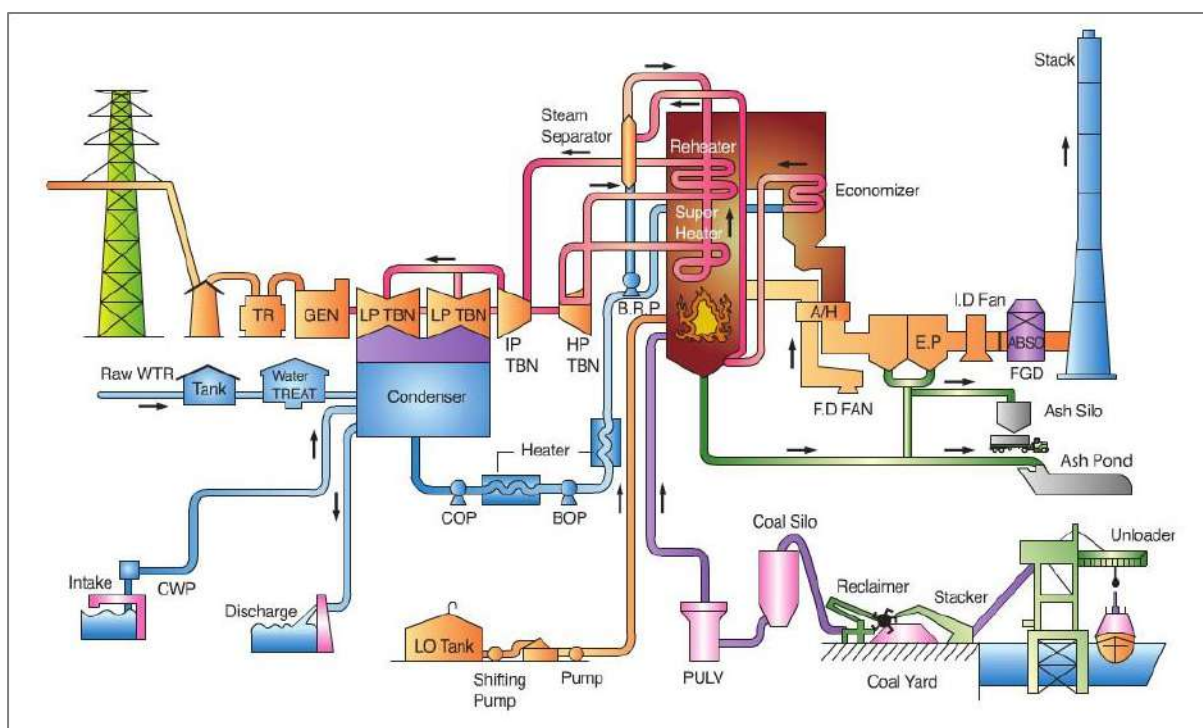 Stack
Steam
Separator
Reheater
Economizer
Supor
Heater
TR
GEN
LP TBN
LP TBN
IP
TBN
HP
TBN
B.R.P
A/H
E.P
I.D Fan
ABSO
FGD
Raw WTR
Tank
Water
TREAT
Condenser
F.D FAN
Ash Silo
Ash Pond
Heater
COP
BOP
Coal Silo
Unloader
Intake
CWP
Discharge
Reclaimer
Stacker
LO Tank
Shifting
Pump
Pump
PULV
Coal Yard